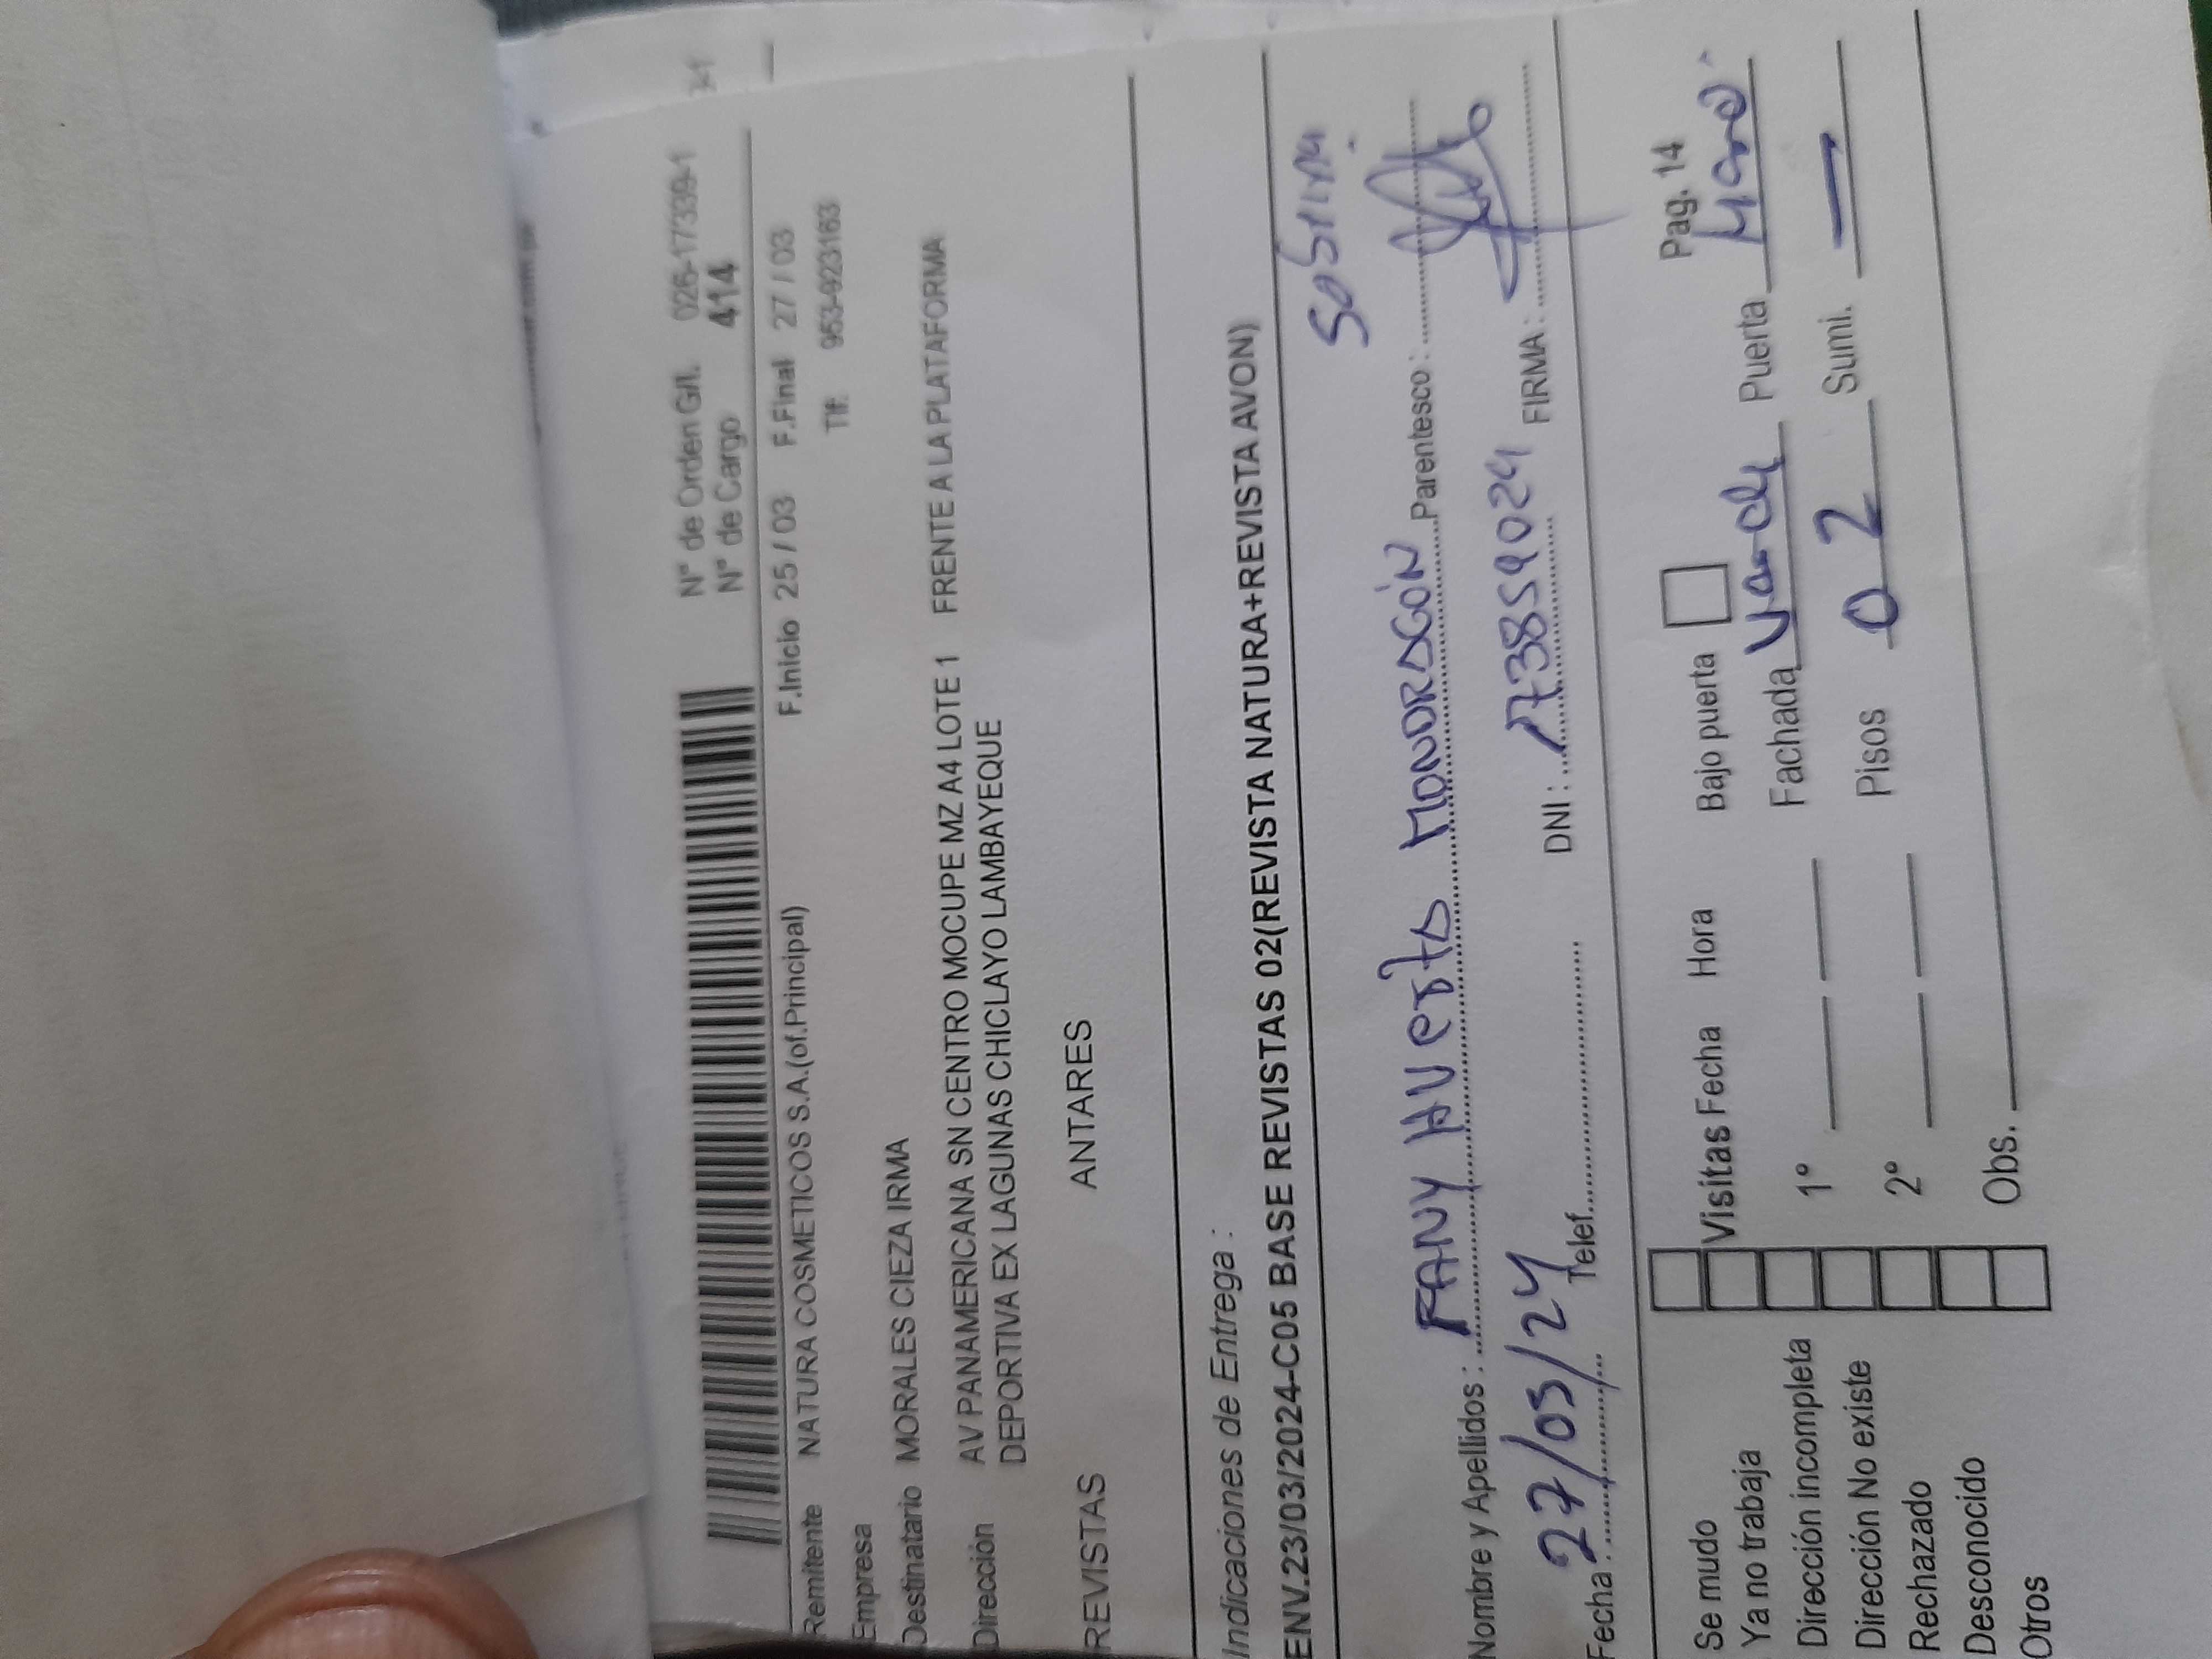 N° de Orden G/I. 026-17339-1
N° de Cargo 414
F.Inicio 25 / 03 F.Final 27 / 03
Remitente NATURA COSMETICOS S.A.(of.Principal)
Tlf: 953-923163
Empresa
Destinatario MORALES CIEZA IRMA
Dirección AV PANAMERICANA SN CENTRO MOCUPE MZ A4 LOTE 1 FRENTE A LA PLATAFORMA
DEPORTIVA EX LAGUNAS CHICLAYO LAMBAYEQUE
REVISTAS ANTARES
Indicaciones de Entrega :
ENV.23/03/2024-C05 BASE REVISTAS 02(REVISTA NATURA+REVISTA AVON)
Nombre y Apellidos : FANY HUERTA MONDRAGÓN Parentesco : Sobrina
Fecha : 27/03/24 Telef. DNI : 173859029 FIRMA :
Se mudo Bajo puerta Pag. 14
Ya no trabaja Visitas Fecha Hora Fachada Verde Puerta
Dirección incompleta 1º
Dirección No existe Pisos 02 Sumi. —
Rechazado 2º
Desconocido
Otros Obs.